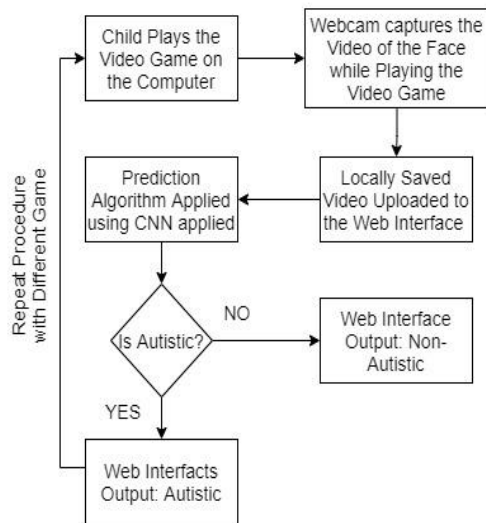 Child Plays the
Video Game on
the Computer
Webcam captures the
Video of the Face
while Playing the
Video Game
Locally Saved
Video Uploaded to
the Web Interface
Prediction
Algorithm Applied
using CNN applied
Is Autistic?
NO
Web Interface
Output: Non-
Autistic
YES
Web Interfacts
Output: Autistic
Repeat Procedure
with Different Game